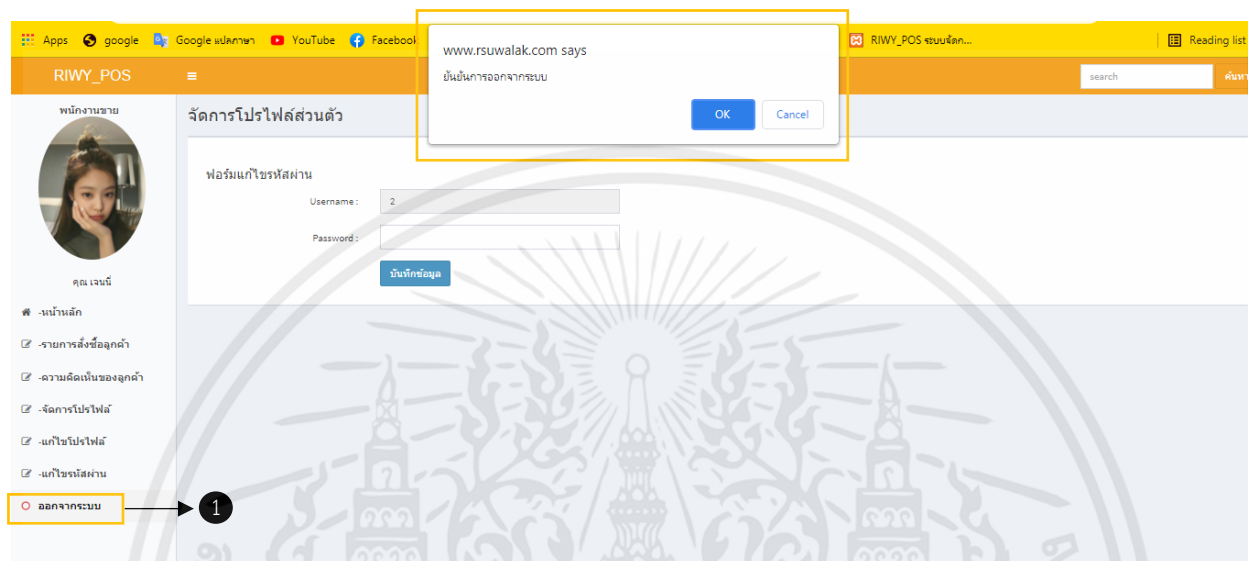 Apps google Google แปลภาษา YouTube Facebook RIWY_POS ระบบจัดก... Reading list
www.rsuwalak.com says
ยันยันการออกจากระบบ
OK Cancel
RIWY_POS search ค้นหา
พนักงานขาย
จัดการโปรไฟล์ส่วนตัว
ฟอร์มแก้ไขรหัสผ่าน
Username : 2
Password :
บันทึกข้อมูล
คุณ เจนนี่
-หน้าหลัก
-รายการสั่งซื้อลูกค้า
-ความคิดเห็นของลูกค้า
-จัดการโปรไฟล์
-แก้ไขโปรไฟล์
-แก้ไขรหัสผ่าน
ออกจากระบบ 1